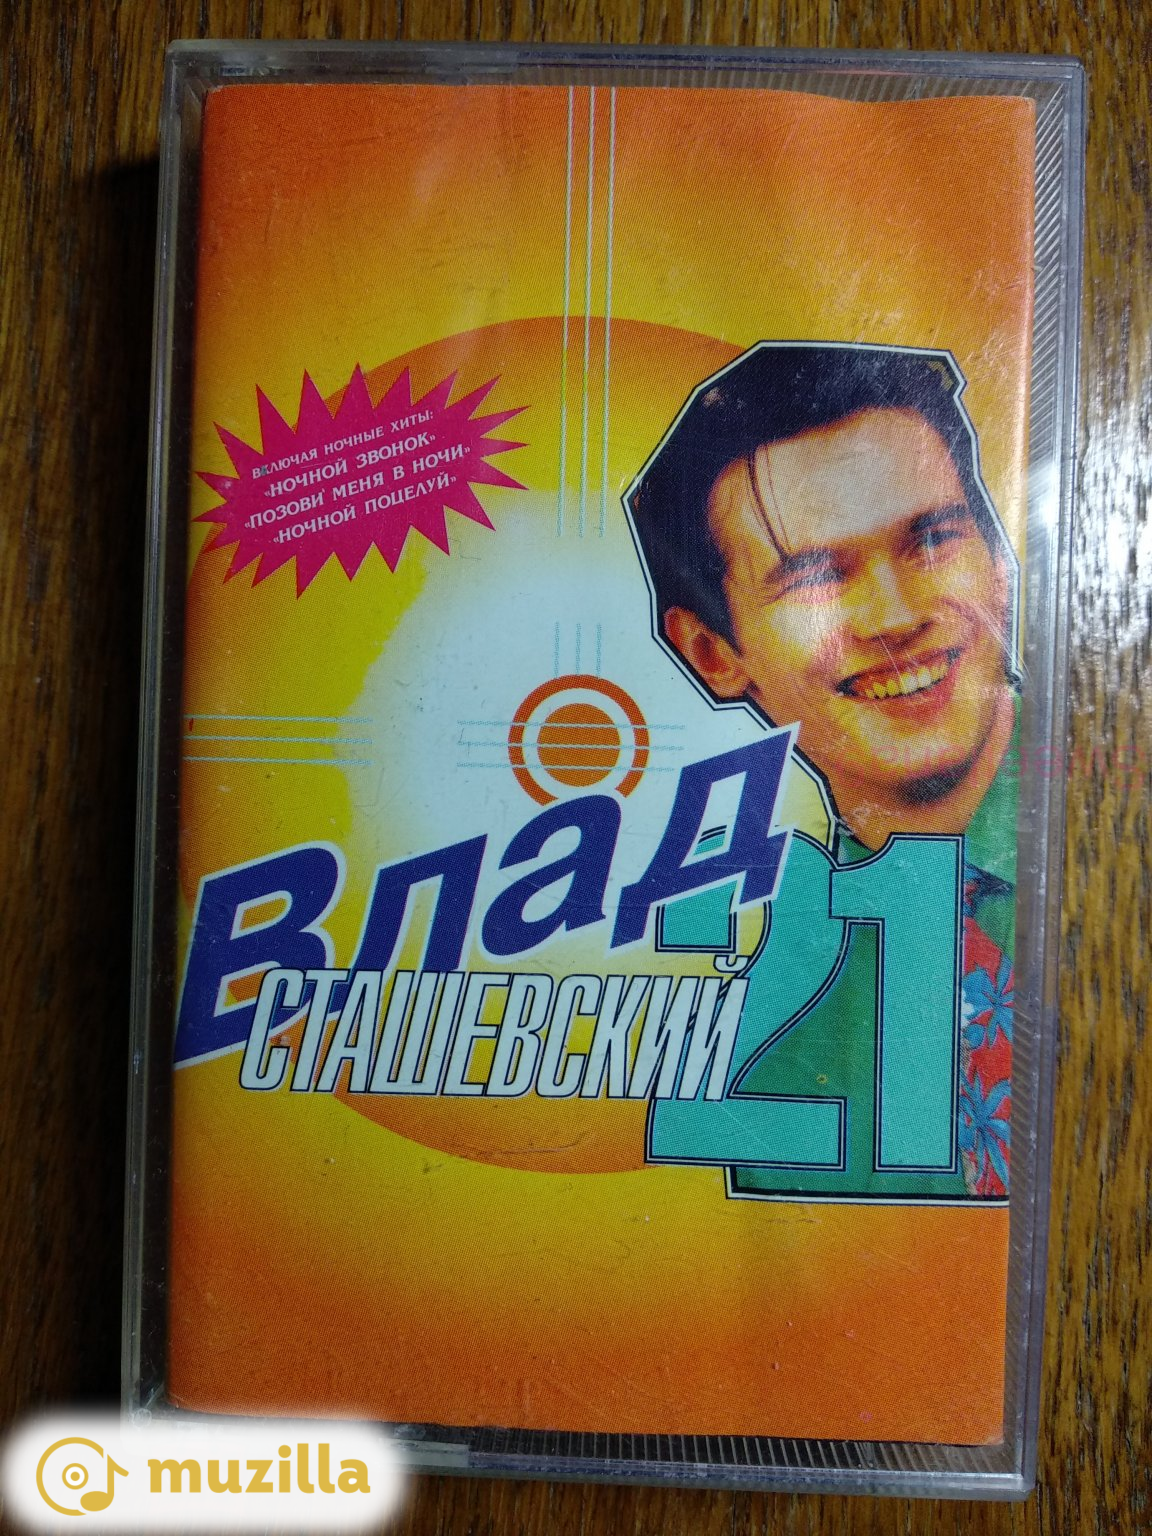 ВКЛЮЧАЯ НОЧНЫЕ ХИТЫ:
«НОЧНОЙ ЗВОНОК»
«ПОЗОВИ МЕНЯ В НОЧИ»
«НОЧНОЙ ПОЦЕЛУЙ»
Влад
СТАШЕВСКИЙ
21
muzilla